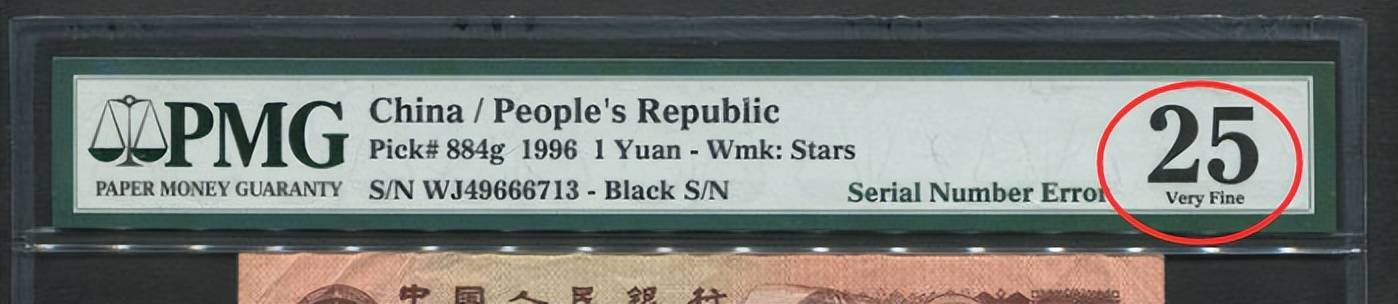 PMG
PAPER MONEY GUARANTY
China / People's Republic
Pick# 884g 1996 1 Yuan - Wmk: Stars
S/N WJ49666713 - Black S/N
Serial Number Error
25
Very Fine
中国人民银行